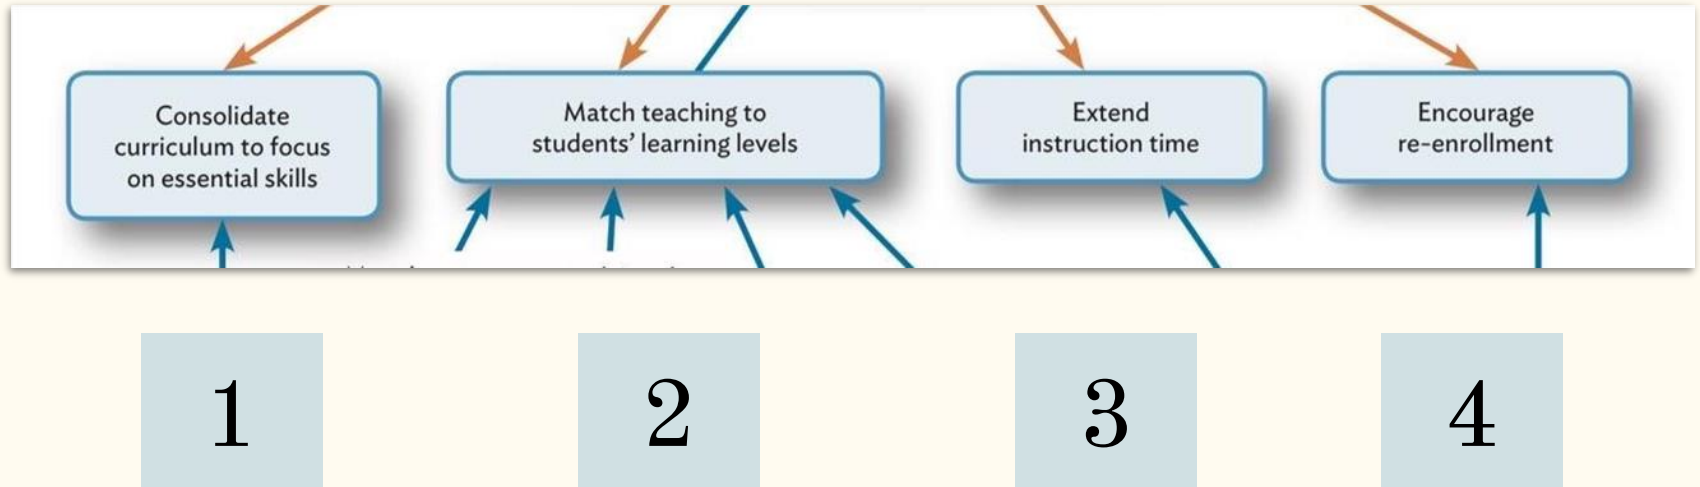 Consolidate
curriculum to focus
on essential skills
Match teaching to
students’ learning levels
Extend
instruction time
Encourage
re-enrollment
1
2
3
4